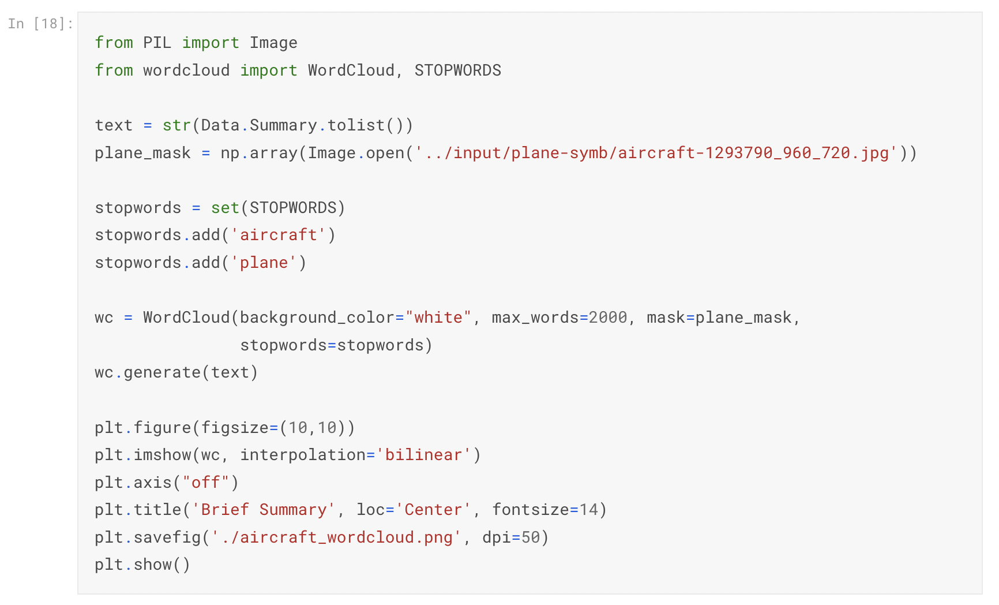 In [18]:
from PIL import Image
from wordcloud import WordCloud, STOPWORDS
text = str(Data.Summary.tolist())
plane_mask = np.array(Image.open('../input/plane-symb/aircraft-1293790_960_720.jpg'))
stopwords = set(STOPWORDS)
stopwords.add('aircraft')
stopwords.add('plane')
wc = WordCloud(background_color="white", max_words=2000, mask=plane_mask,
               stopwords=stopwords)
wc.generate(text)
plt.figure(figsize=(10,10))
plt.imshow(wc, interpolation='bilinear')
plt.axis("off")
plt.title('Brief Summary', loc='Center', fontsize=14)
plt.savefig('./aircraft_wordcloud.png', dpi=50)
plt.show()